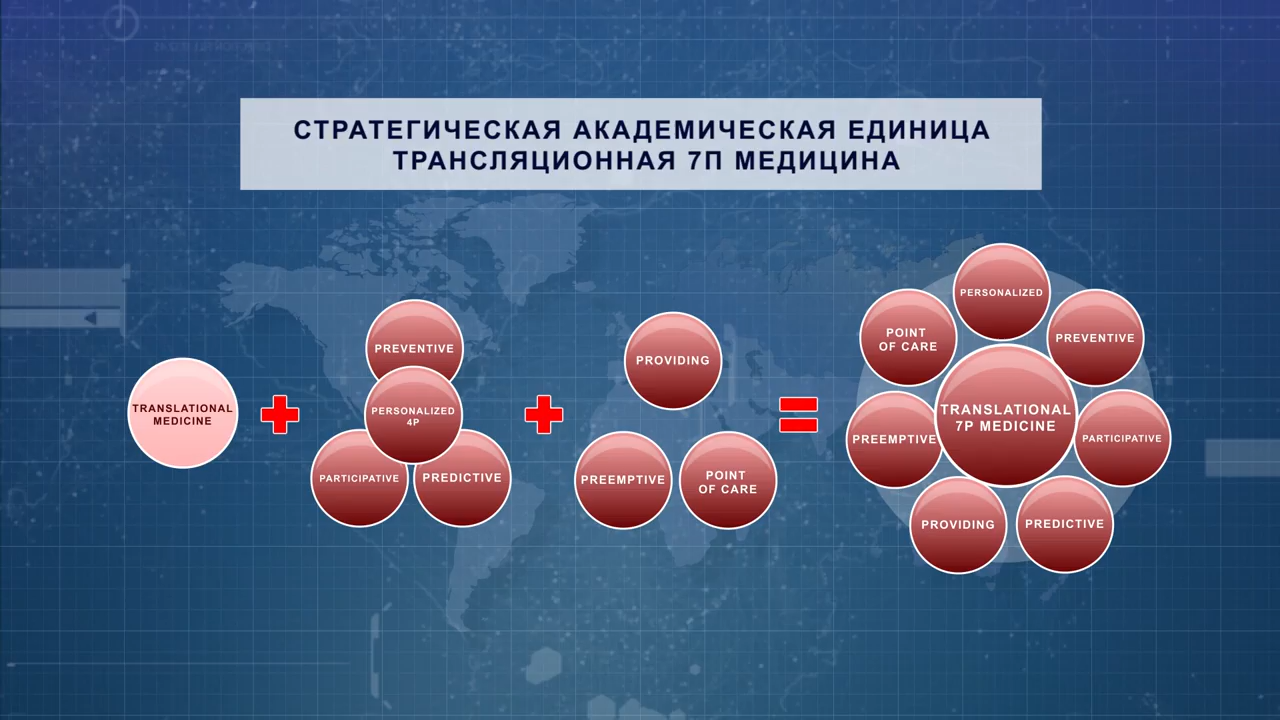 СТРАТЕГИЧЕСКАЯ АКАДЕМИЧЕСКАЯ ЕДИНИЦА
ТРАНСЛЯЦИОННАЯ 7П МЕДИЦИНА
TRANSLATIONAL
MEDICINE
PREVENTIVE
PERSONALIZED
4P
PARTICIPATIVE
PREDICTIVE
PROVIDING
PREEMPTIVE
POINT
OF CARE
PERSONALIZED
POINT
OF CARE
PREVENTIVE
TRANSLATIONAL
7P MEDICINE
PREEMPTIVE
PARTICIPATIVE
PROVIDING
PREDICTIVE